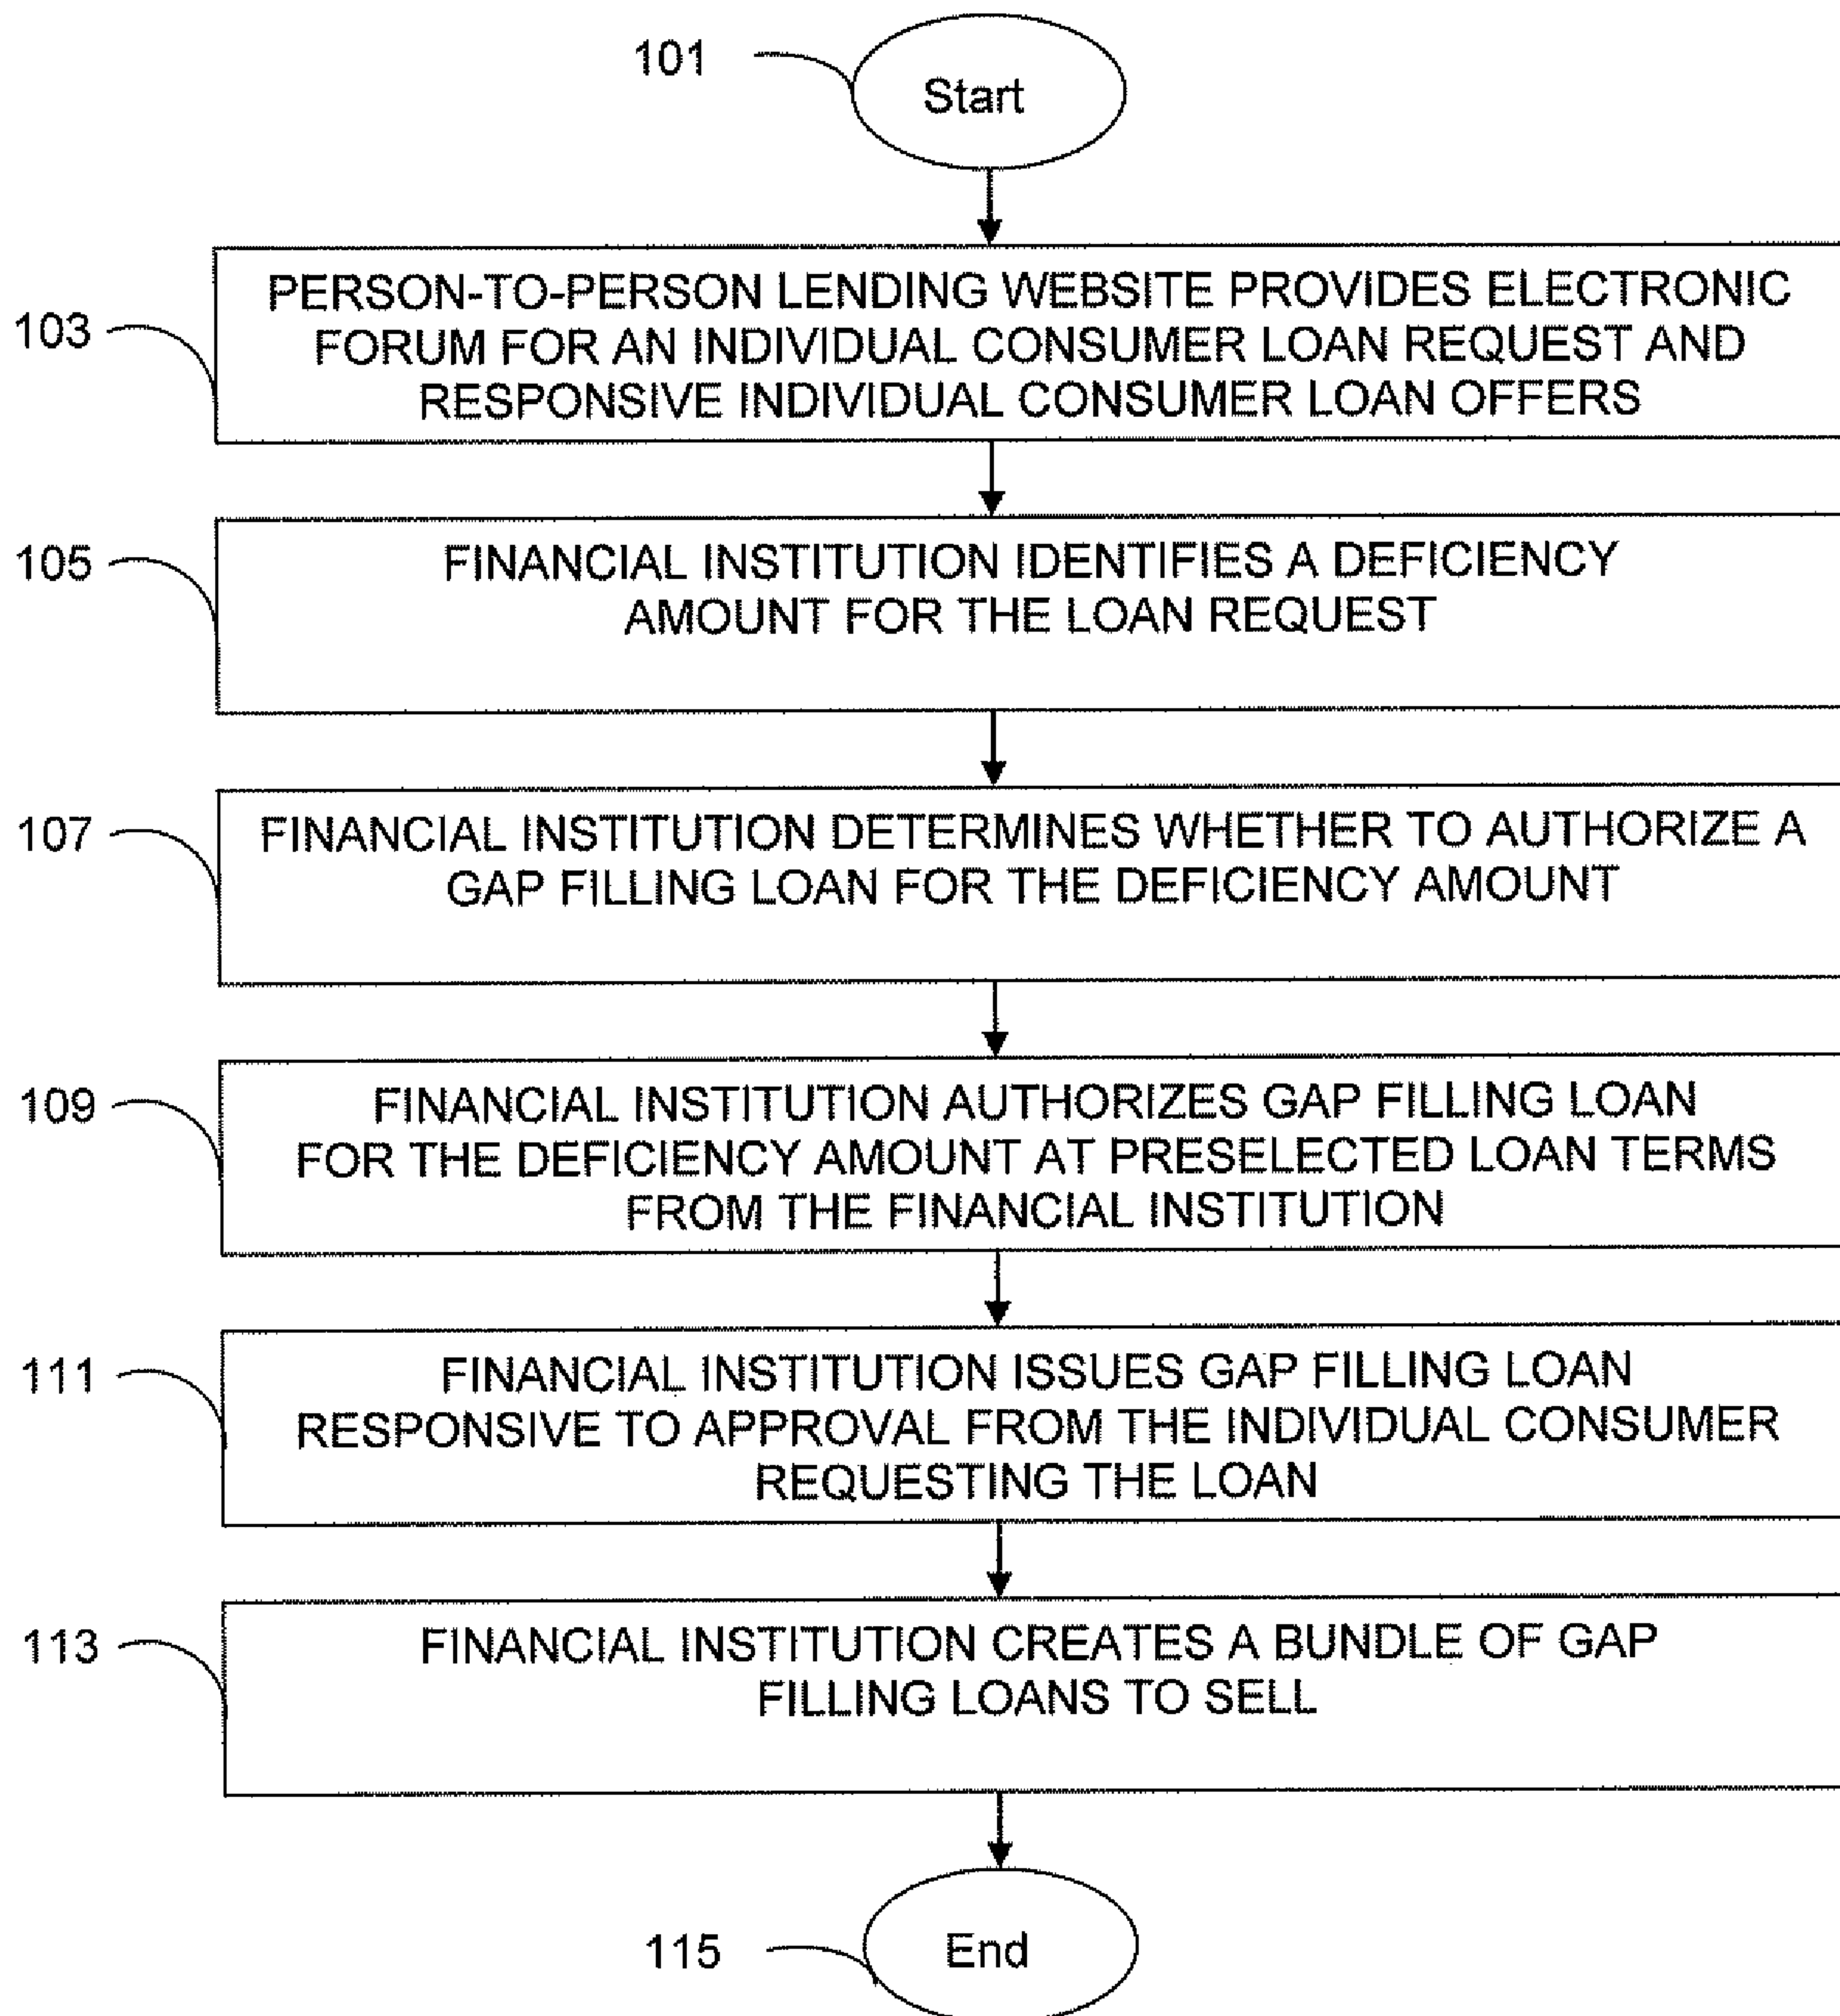 101
Start
103
PERSON-TO-PERSON LENDING WEBSITE PROVIDES ELECTRONIC
FORUM FOR AN INDIVIDUAL CONSUMER LOAN REQUEST AND
RESPONSIVE INDIVIDUAL CONSUMER LOAN OFFERS
105
FINANCIAL INSTITUTION IDENTIFIES A DEFICIENCY
AMOUNT FOR THE LOAN REQUEST
107
FINANCIAL INSTITUTION DETERMINES WHETHER TO AUTHORIZE A
GAP FILLING LOAN FOR THE DEFICIENCY AMOUNT
109
FINANCIAL INSTITUTION AUTHORIZES GAP FILLING LOAN
FOR THE DEFICIENCY AMOUNT AT PRESELECTED LOAN TERMS
FROM THE FINANCIAL INSTITUTION
111
FINANCIAL INSTITUTION ISSUES GAP FILLING LOAN
RESPONSIVE TO APPROVAL FROM THE INDIVIDUAL CONSUMER
REQUESTING THE LOAN
113
FINANCIAL INSTITUTION CREATES A BUNDLE OF GAP
FILLING LOANS TO SELL
115
End